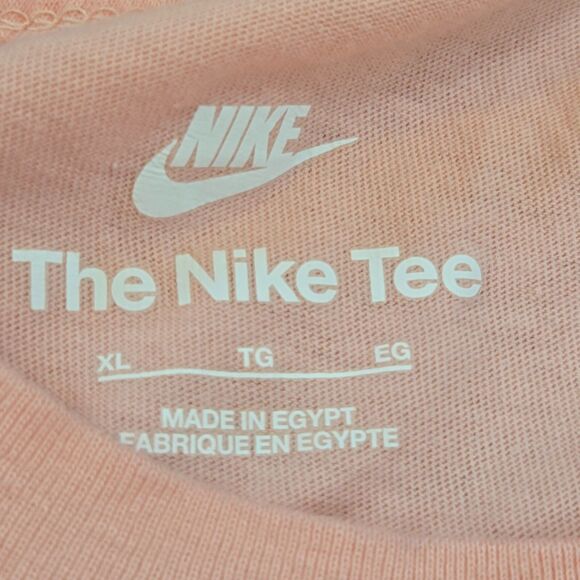 NIKE
The Nike Tee
XL TG EG
MADE IN EGYPT
FABRIQUE EN EGYPTE